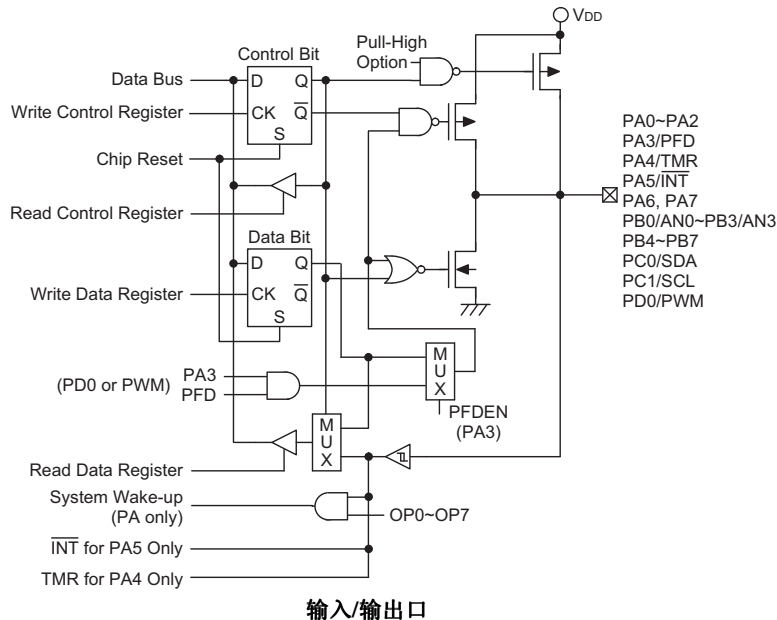 VDD
Control Bit
Pull-High
Option
Data Bus
D
Q
Write Control Register
CK
Q
S
Chip Reset
Read Control Register
PA0~PA2
PA3/PFD
PA4/TMR
PA5/INT
PA6, PA7
PB0/AN0~PB3/AN3
PB4~PB7
PC0/SDA
PC1/SCL
PD0/PWM
Data Bit
D
Q
Write Data Register
CK
Q
S
(PD0 or PWM)
PA3
PFD
M
U
X
PFDEN
(PA3)
M
U
X
Read Data Register
System Wake-up
(PA only)
OP0~OP7
INT for PA5 Only
TMR for PA4 Only
输入/输出口